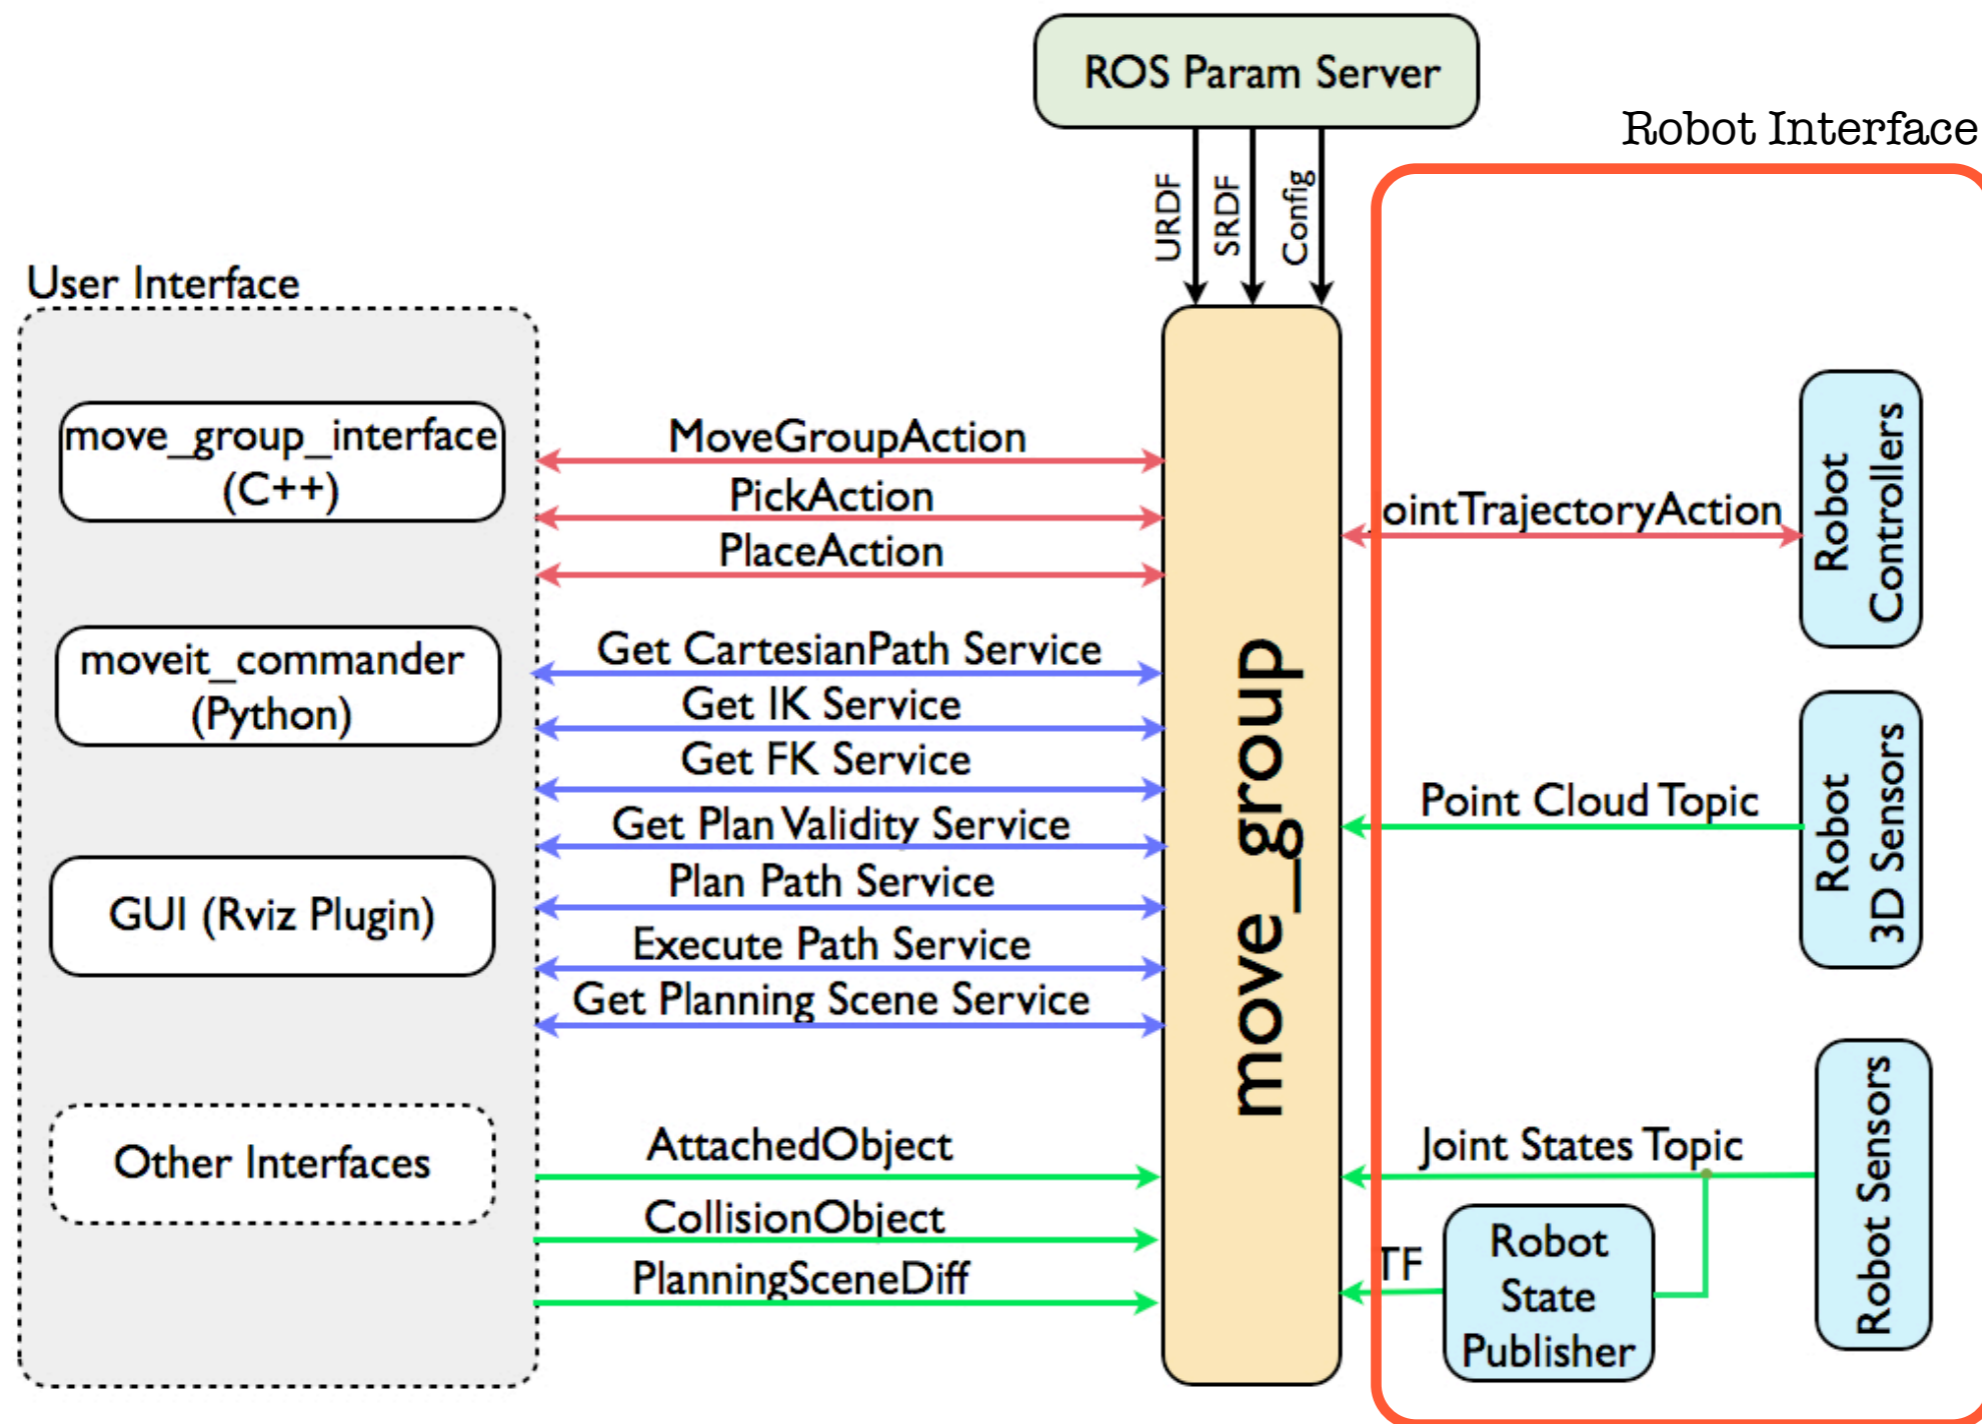 ROS Param Server
Robot Interface
URDF
SRDF
Config
User Interface
move_group_interface
(C++)
moveit_commander
(Python)
GUI (Rviz Plugin)
Other Interfaces
MoveGroupAction
PickAction
PlaceAction
Get CartesianPath Service
Get IK Service
Get FK Service
Get Plan Validity Service
Plan Path Service
Execute Path Service
Get Planning Scene Service
AttachedObject
CollisionObject
PlanningSceneDiff
move_group
JointTrajectoryAction
Point Cloud Topic
Joint States Topic
TF
Robot
Controllers
Robot
3D Sensors
Robot Sensors
Robot
State
Publisher